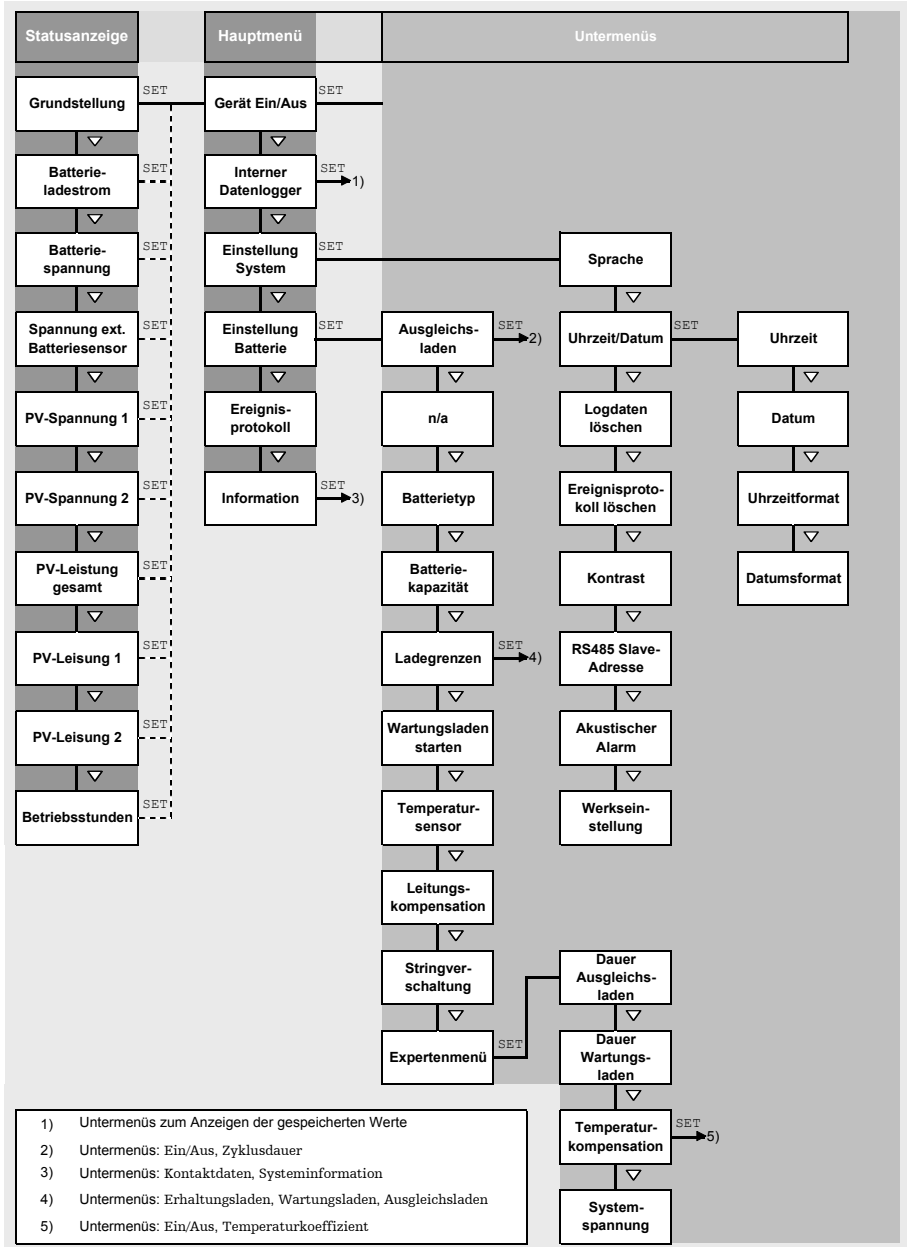 Statusanzeige Hauptmenü Untermenüs
Grundstellung SET Gerät Ein/Aus SET
Batterie- SET Interner SET
ladestrom Datenlogger 1)
Batterie- SET Einstellung SET Sprache
spannung System
Spannung ext. SET Einstellung SET Ausgleichs- SET Uhrzeit/Datum SET Uhrzeit
Batteriesensor Batterie laden 2)
PV-Spannung 1 SET Ereignis- n/a Logdaten Datum
protokoll löschen
PV-Spannung 2 SET Information SET 3) Batterietyp Ereignisproto- Uhrzeitformat
koll löschen
PV-Leistung SET Batterie- Kontrast Datumsformat
gesamt kapazität
PV-Leisung 1 SET Ladegrenzen SET 4) RS485 Slave-
Adresse
PV-Leisung 2 SET Wartungsladen Akustischer
starten Alarm
Betriebsstunden SET Temperatur- Werksein-
sensor stellung
Leitungs-
kompensation
Stringver- Dauer
schaltung Ausgleichs-
laden
Expertenmenü SET Dauer
Wartungs-
laden
Temperatur- SET
kompensation 5)
System-
spannung
1) Untermenüs zum Anzeigen der gespeicherten Werte
2) Untermenüs: Ein/Aus, Zyklusdauer
3) Untermenüs: Kontaktdaten, Systeminformation
4) Untermenüs: Erhaltungsladen, Wartungsladen, Ausgleichsladen
5) Untermenüs: Ein/Aus, Temperaturkoeffizient